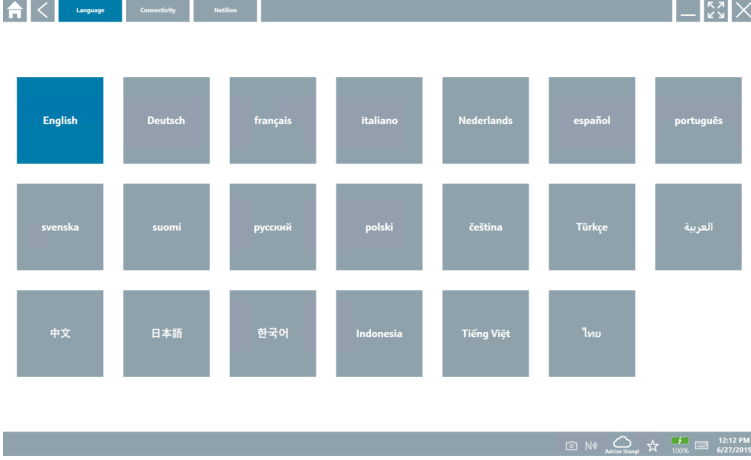 Language Connectivity Netilion
English Deutsch français italiano Nederlands español português
svenska suomi русский polski čeština Türkçe العربية
中文 日本語 한국어 Indonesia Tiếng Việt ไทย
12:12 PM
Adrian Stangl 100% 6/27/2019